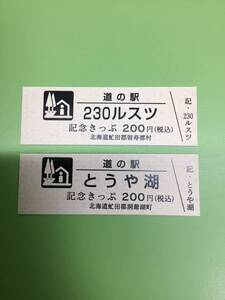 道の駅
230ルスツ
記念きっぷ 200円(税込)
北海道虻田郡留寿都村
記・230ルスツ
道の駅
とうや湖
記念きっぷ 200円(税込)
北海道虻田郡洞爺湖町
記・とうや湖